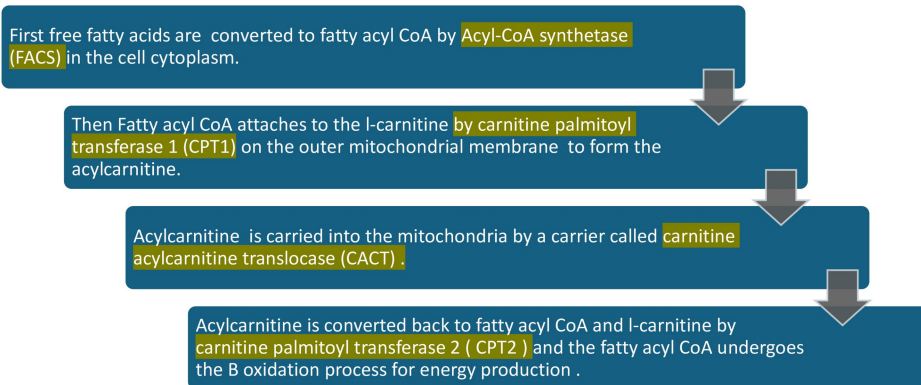 First free fatty acids are converted to fatty acyl CoA by Acyl-CoA synthetase
(FACS) in the cell cytoplasm.
Then Fatty acyl CoA attaches to the l-carnitine by carnitine palmitoyl
transferase 1 (CPT1) on the outer mitochondrial membrane to form the
acylcarnitine.
Acylcarnitine is carried into the mitochondria by a carrier called carnitine
acylcarnitine translocase (CACT) .
Acylcarnitine is converted back to fatty acyl CoA and l-carnitine by
carnitine palmitoyl transferase 2 ( CPT2 ) and the fatty acyl CoA undergoes
the B oxidation process for energy production .